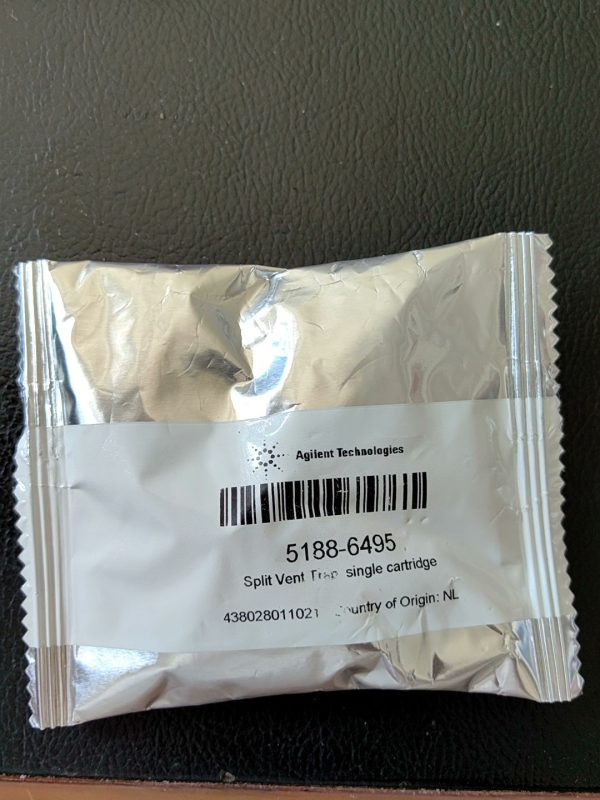 Agilent Technologies
5188-6495
Split Vent Trap single cartridge
438028011021 Country of Origin: NL